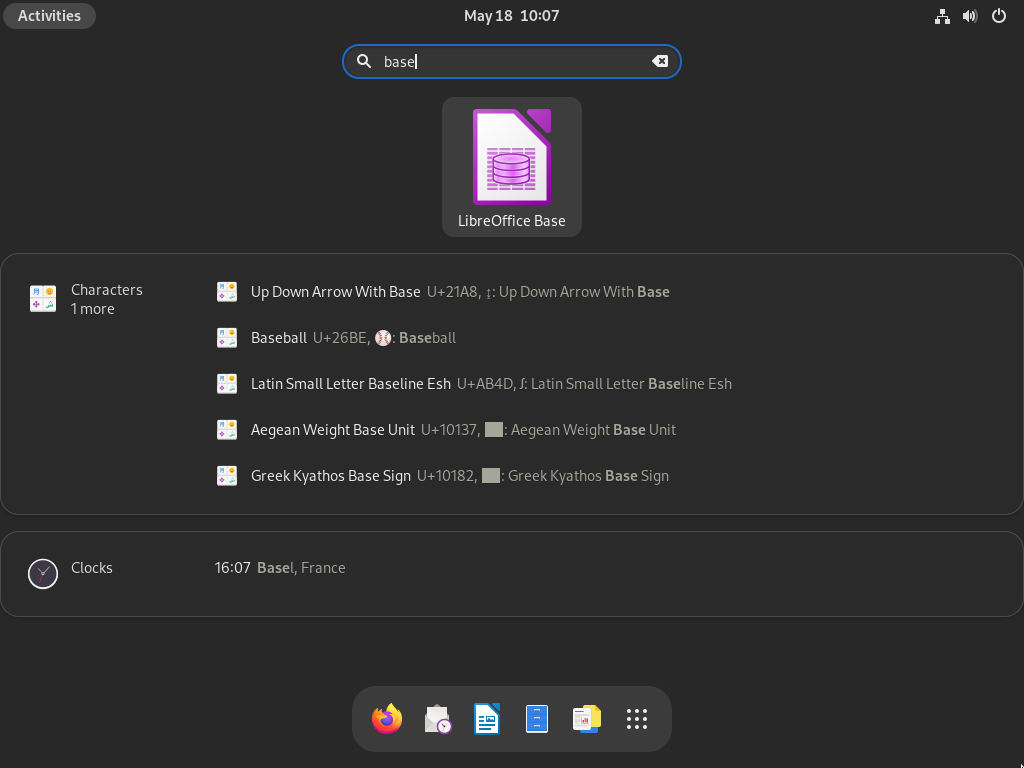 Activities
May 18 10:07
base
LibreOffice Base
Characters
1 more
Up Down Arrow With Base U+21A8, ↨: Up Down Arrow With Base
Baseball U+26BE, ⚾: Baseball
Latin Small Letter Baseline Esh U+AB4D, ꭍ: Latin Small Letter Baseline Esh
Aegean Weight Base Unit U+10137, : Aegean Weight Base Unit
Greek Kyathos Base Sign U+10182, : Greek Kyathos Base Sign
Clocks
16:07 Basel, France